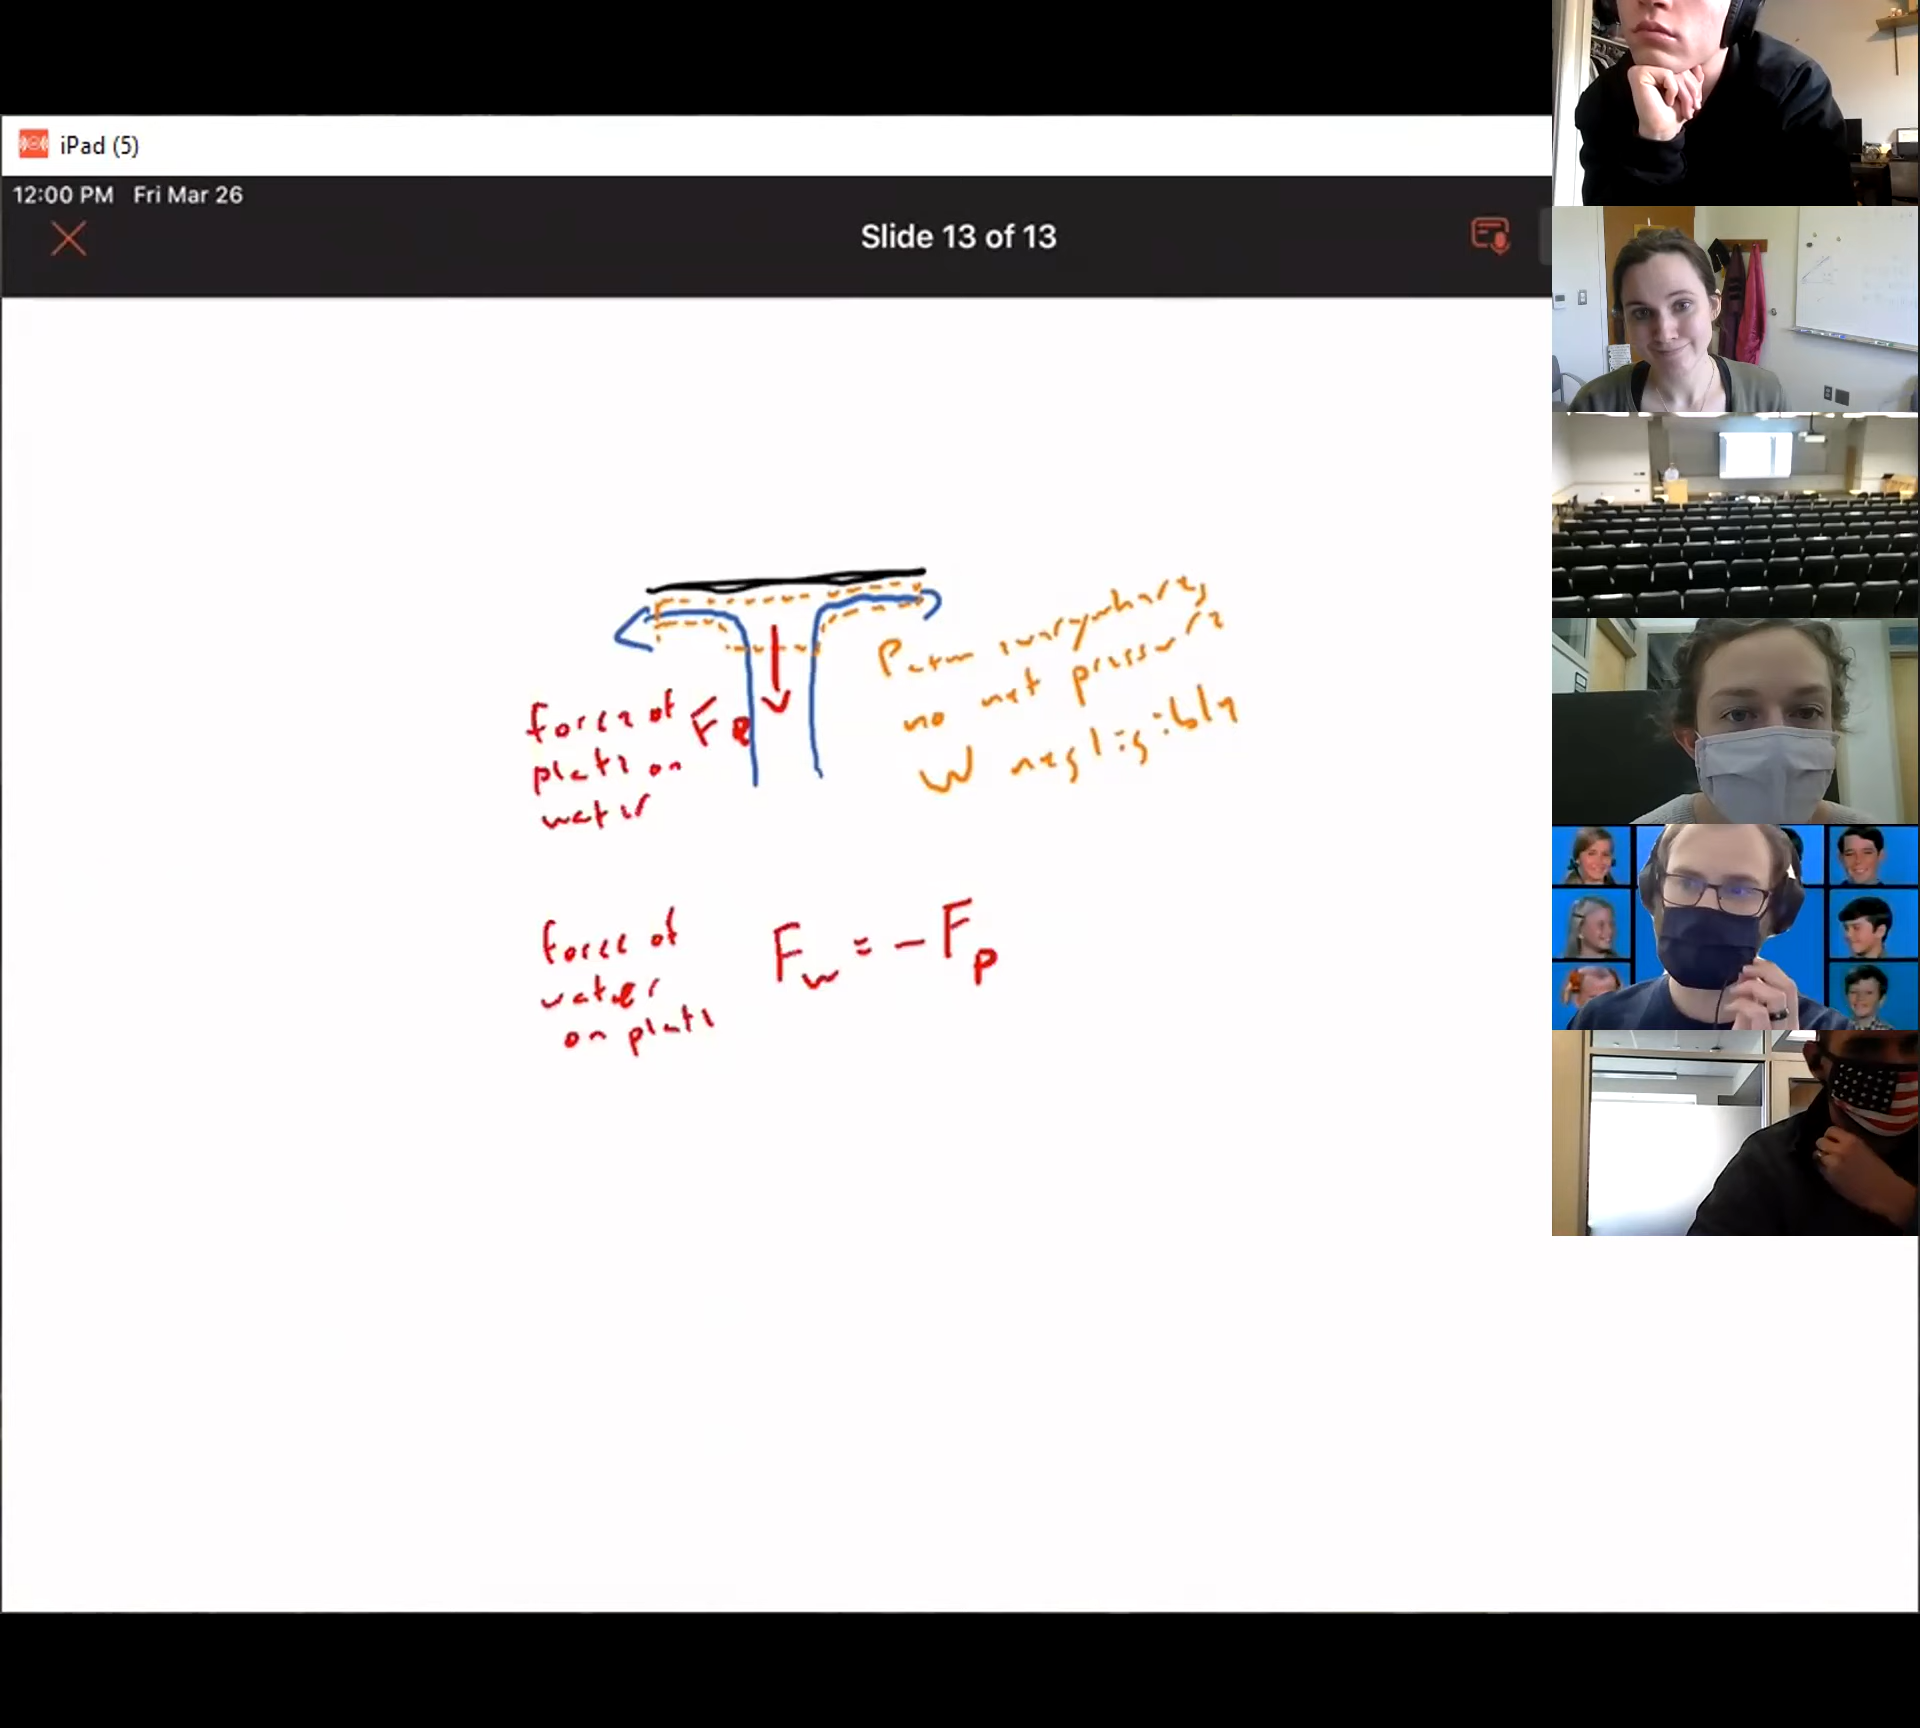 iPad (5)
12:00 PM Fri Mar 26
Slide 13 of 13
Patm everywhere,
no net pressure
W negligible
force of
plate on
water
Fp
force of
water
on plate
Fw = - Fp